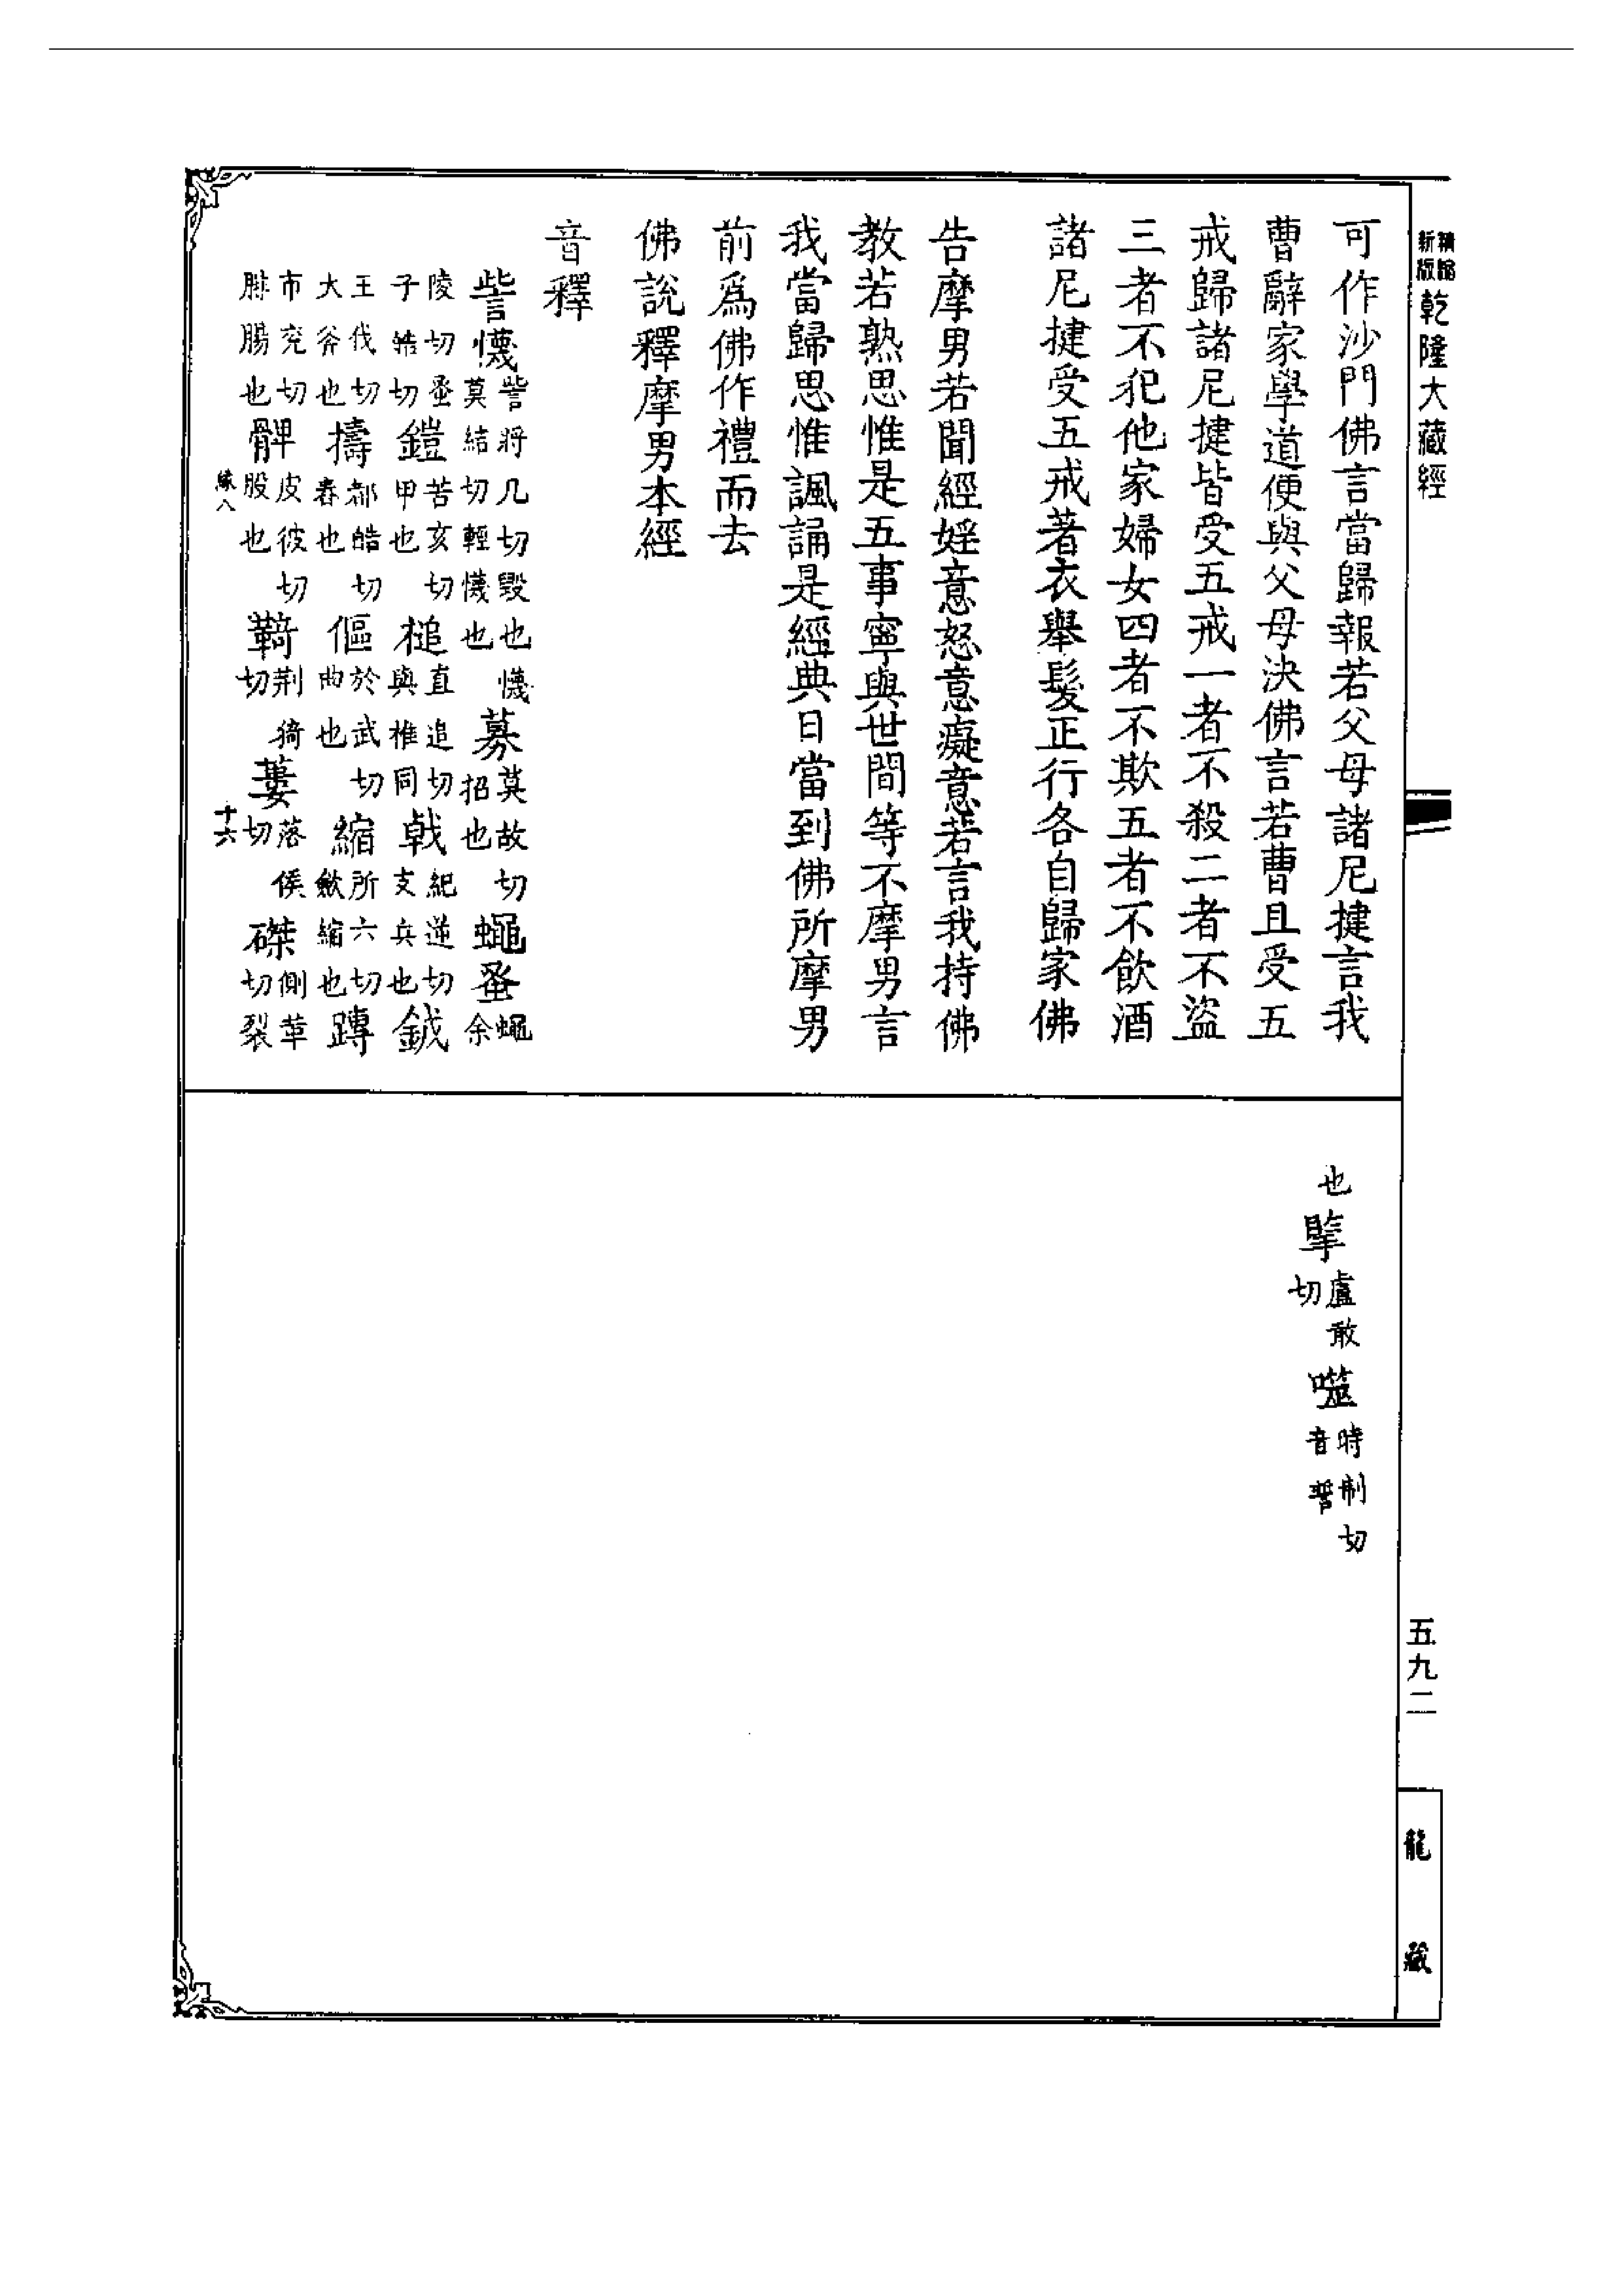 精縮新版乾隆大藏經
可作沙門佛言當歸報若父母諸尼揵言我
曹辭家學道便與父母決佛言若曹且受五
戒歸諸尼揵皆受五戒一者不殺二者不盜
三者不犯他家婦女四者不欺五者不飲酒
諸尼揵受五戒著衣舉髮正行各自歸家佛
告摩男若聞經婬意怒意癡意若言我持佛
教若熟思惟是五事寧與世間等不摩男言
我當歸思惟諷誦是經典日當到佛所摩男
前為佛作禮而去
佛說釋摩男本經
音釋
訾懱訾將几切毀也懱莫結切輕懱也募莫故切招也蠅蚤蠅余
陵切蚤子皓切鎧苦亥切甲也槌直追切與椎同戟紀逆切支兵也鉞
王伐切大斧也擣都皓切舂也傴於武切曲也縮所六切斂縮也𨄔
市兗切腓腸也髀皮彼切股也羇荆猗切蔞落侯切磔側革切裂
緣八
十六
也擥盧敢切噬時制切音誓
五九二
龍藏